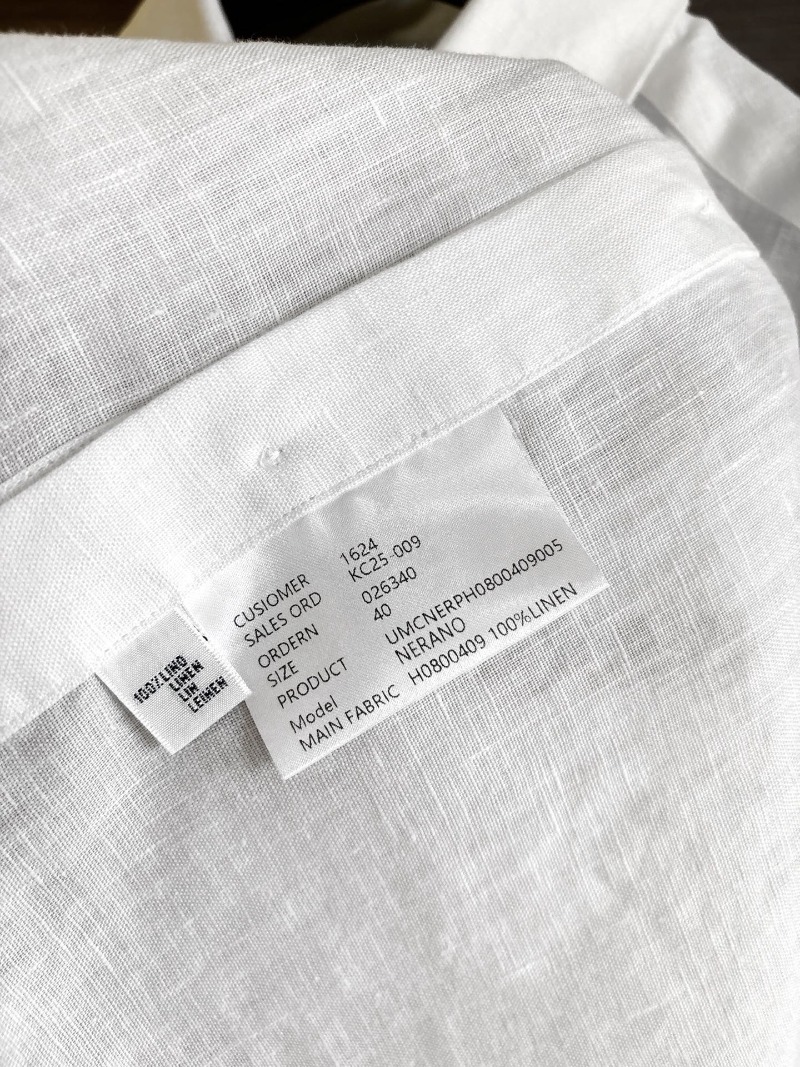 CUSIOMER 1624
SALES ORD KC25-009
ORDERN 026340
SIZE 40
PRODUCT UMCNERPH0800409005
Model NERANO
MAIN FABRIC H0800409 100%LINEN
100% LINO
LINEN
LIN
LEINEN